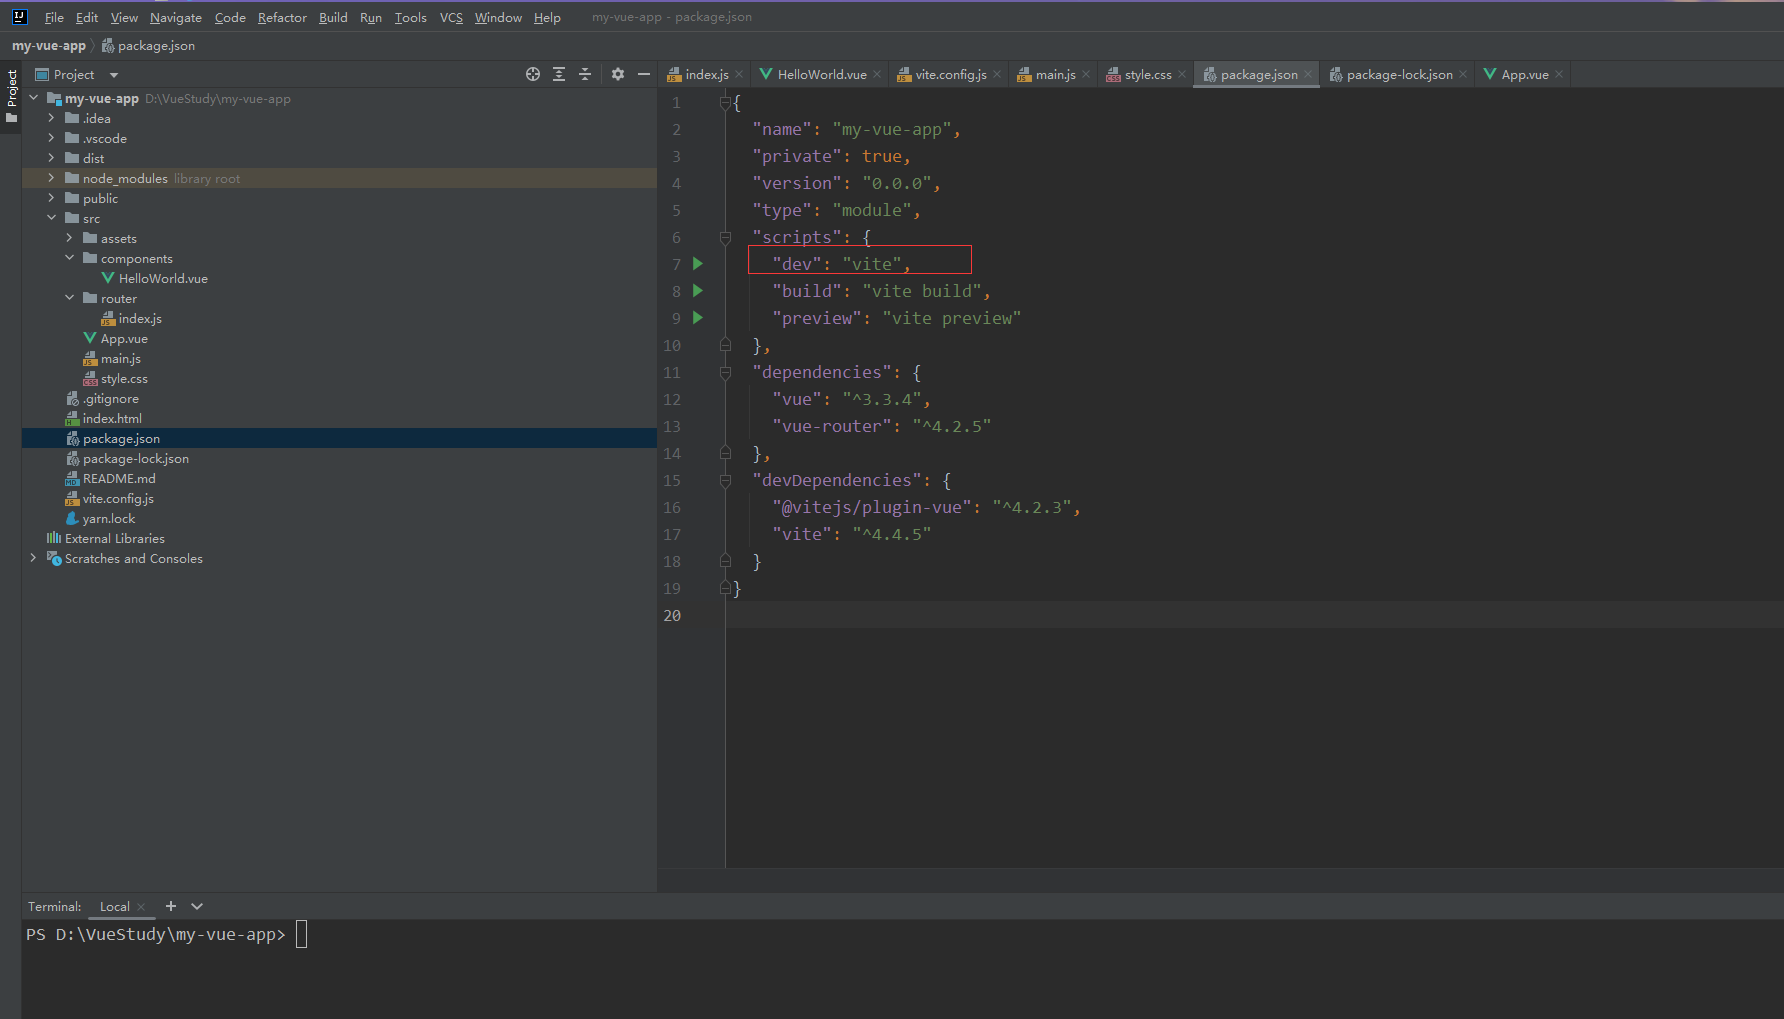 File Edit View Navigate Code Refactor Build Run Tools VCS Window Help my-vue-app - package.json
my-vue-app package.json
Project
Project
index.js HelloWorld.vue vite.config.js main.js style.css package.json package-lock.json App.vue
my-vue-app D:\VueStudy\my-vue-app
.idea
.vscode
dist
node_modules library root
public
src
assets
components
HelloWorld.vue
router
index.js
App.vue
main.js
style.css
.gitignore
index.html
package.json
package-lock.json
README.md
vite.config.js
yarn.lock
External Libraries
Scratches and Consoles
1 {
2 "name": "my-vue-app",
3 "private": true,
4 "version": "0.0.0",
5 "type": "module",
6 "scripts": {
7 "dev": "vite",
8 "build": "vite build",
9 "preview": "vite preview"
10 },
11 "dependencies": {
12 "vue": "^3.3.4",
13 "vue-router": "^4.2.5"
14 },
15 "devDependencies": {
16 "@vitejs/plugin-vue": "^4.2.3",
17 "vite": "^4.4.5"
18 }
19 }
20
Terminal: Local
PS D:\VueStudy\my-vue-app>